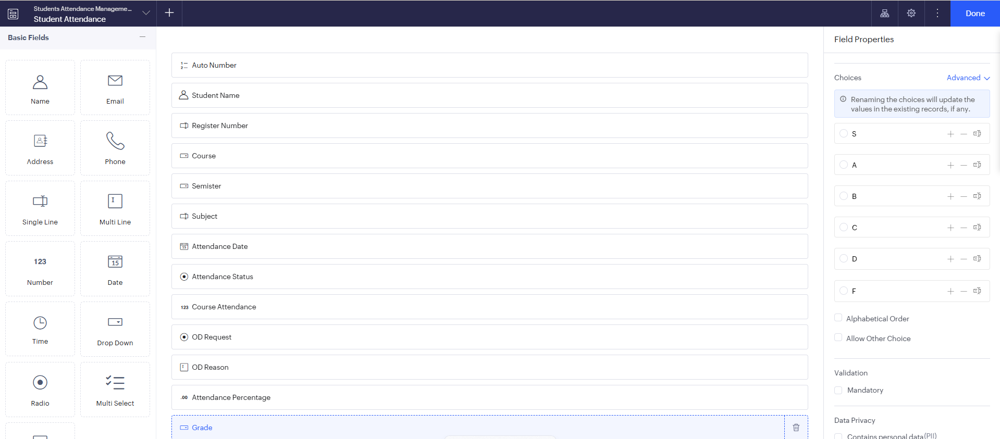 Students Attendance Manageme...
Student Attendance
Done
Basic Fields
Name
Email
Address
Phone
Single Line
Multi Line
123
Number
15
Date
Time
Drop Down
Radio
Multi Select
1
2
Auto Number
Student Name
Register Number
Course
Semister
Subject
15
Attendance Date
Attendance Status
123
Course Attendance
OD Request
OD Reason
.00
Attendance Percentage
Grade
Field Properties
Choices
Advanced
Renaming the choices will update the
values in the existing records, if any.
S
A
B
C
D
F
Alphabetical Order
Allow Other Choice
Validation
Mandatory
Data Privacy
Contains personal data(PII)